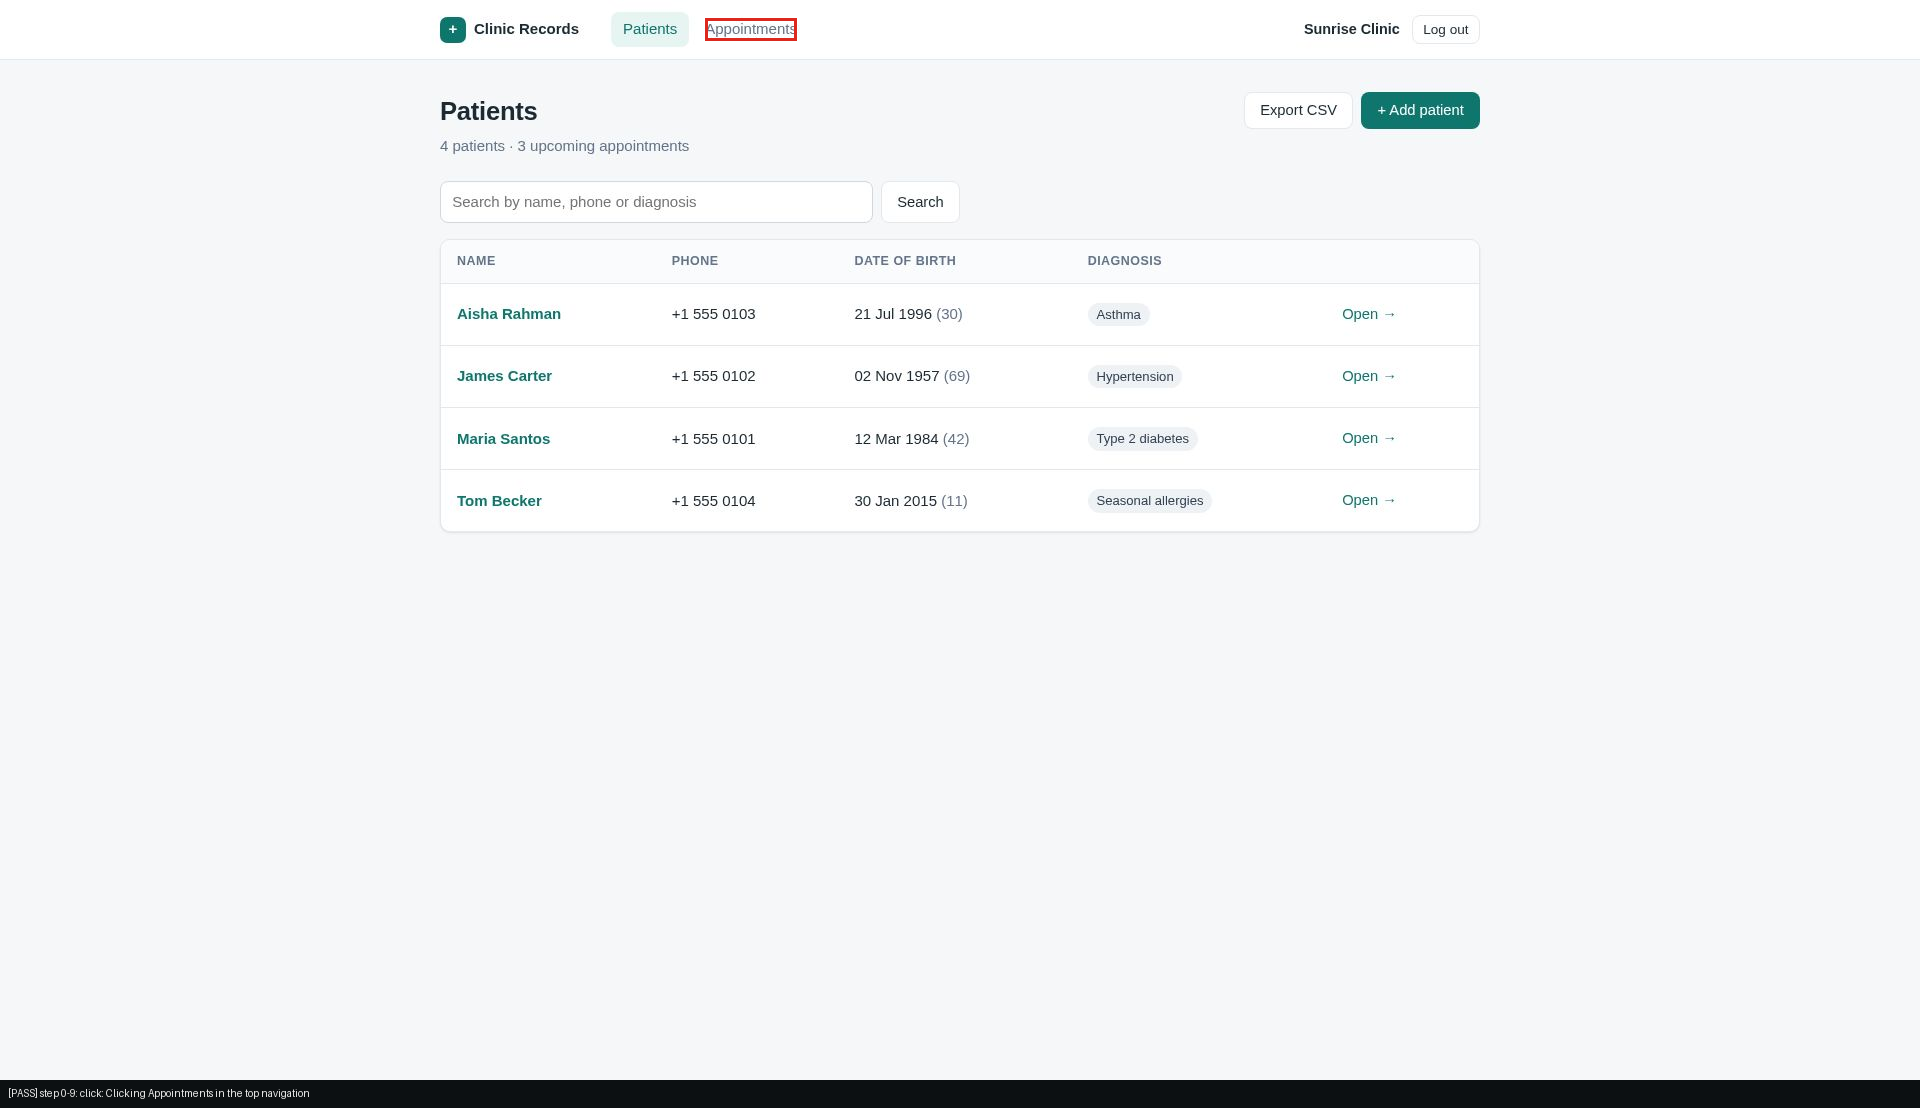 + Clinic Records Patients Appointments Sunrise Clinic Log out
Patients Export CSV + Add patient
4 patients · 3 upcoming appointments
Search by name, phone or diagnosis Search
NAME PHONE DATE OF BIRTH DIAGNOSIS
Aisha Rahman +1 555 0103 21 Jul 1996 (30) Asthma Open →
James Carter +1 555 0102 02 Nov 1957 (69) Hypertension Open →
Maria Santos +1 555 0101 12 Mar 1984 (42) Type 2 diabetes Open →
Tom Becker +1 555 0104 30 Jan 2015 (11) Seasonal allergies Open →
[PASS] step 0-9: click: Clicking Appointments in the top navigation